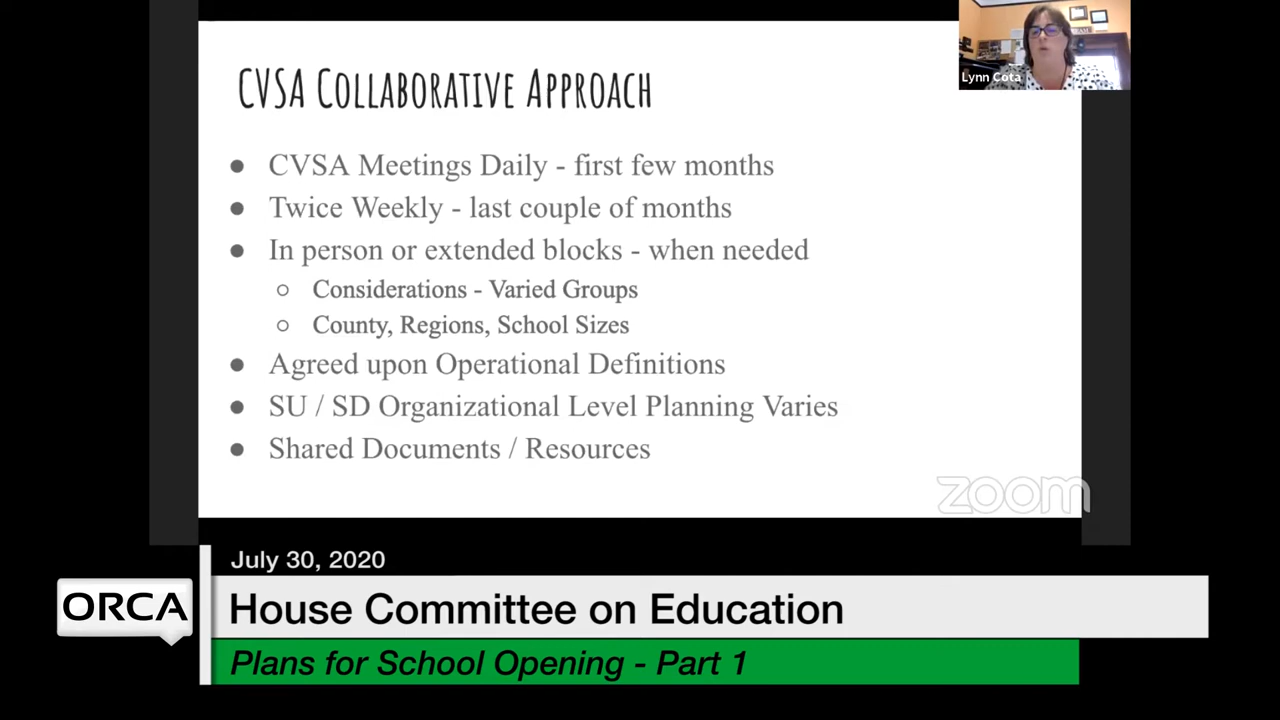 Lynn Cota
CVSA Collaborative Approach
● CVSA Meetings Daily - first few months
● Twice Weekly - last couple of months
● In person or extended blocks - when needed
○ Considerations - Varied Groups
○ County, Regions, School Sizes
● Agreed upon Operational Definitions
● SU / SD Organizational Level Planning Varies
● Shared Documents / Resources
zoom
July 30, 2020
ORCA
House Committee on Education
Plans for School Opening - Part 1